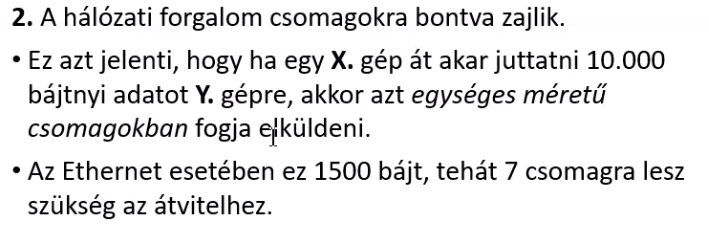 2. A hálózati forgalom csomagokra bontva zajlik.
• Ez azt jelenti, hogy ha egy X. gép át akar juttatni 10.000
bájtnyi adatot Y. gépre, akkor azt egységes méretű
csomagokban fogja elküldeni.
• Az Ethernet esetében ez 1500 bájt, tehát 7 csomagra lesz
szükség az átvitelhez.